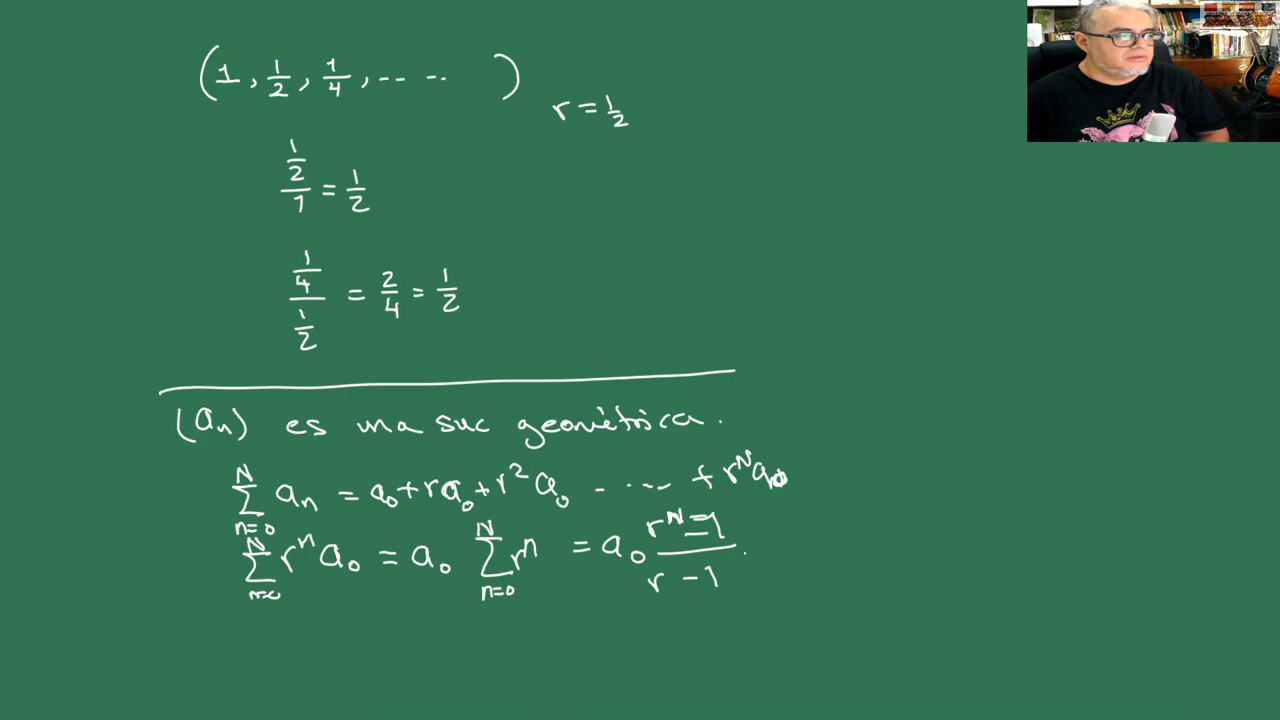 (1, 1/2, 1/4, ... ..)
r = 1/2
(1/2)/1 = 1/2
(1/4)/(1/2) = 2/4 = 1/2
(aₙ) es una suc geométrica.
∑_{n=0}^{N} aₙ = a₀ + ra₀ + r²a₀ ...... + r^N a₀
∑_{n=0}^{N} rⁿa₀ = a₀ ∑_{n=0}^{N} rⁿ = a₀ (r^N - 1)/(r - 1).